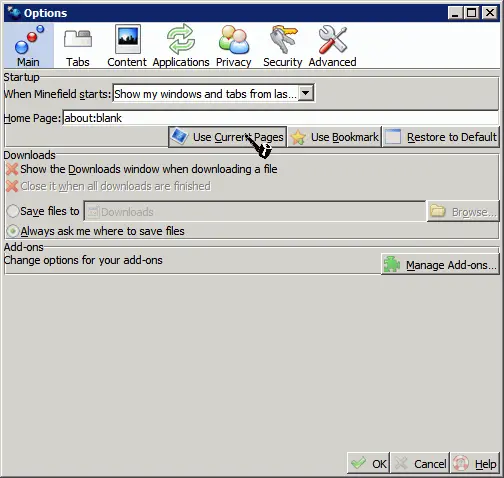 Options
Main Tabs Content Applications Privacy Security Advanced
Startup
When Minefield starts: Show my windows and tabs from las...
Home Page: about:blank
Use Current Pages Use Bookmark Restore to Default
Downloads
Show the Downloads window when downloading a file
Close it when all downloads are finished
Save files to Downloads Browse...
Always ask me where to save files
Add-ons
Change options for your add-ons
Manage Add-ons...
OK Cancel Help